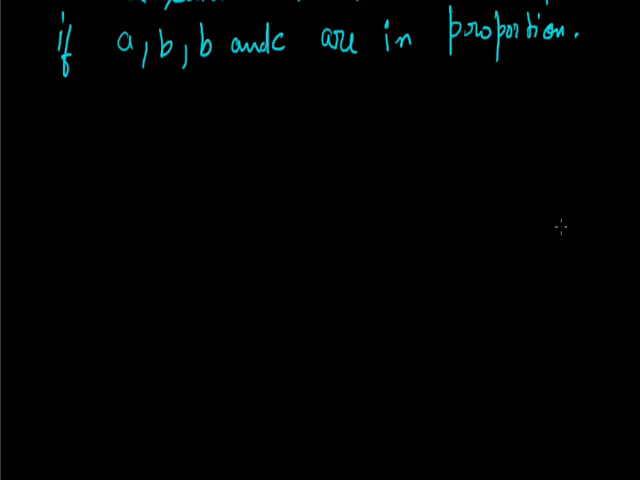 if a, b, b and c are in proportion.